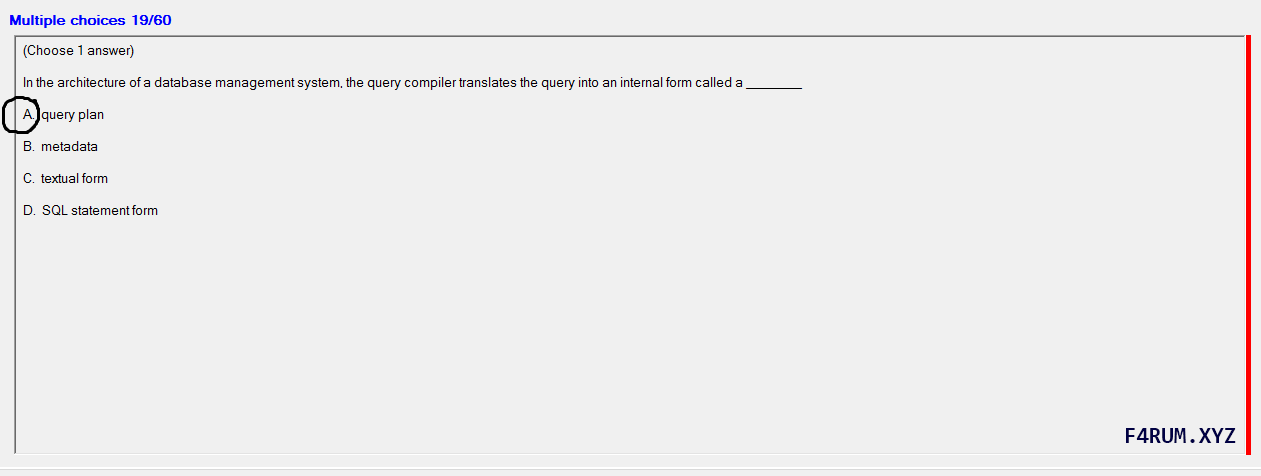 Multiple choices 19/60
(Choose 1 answer)
In the architecture of a database management system, the query compiler translates the query into an internal form called a ________
A. query plan
B. metadata
C. textual form
D. SQL statement form
F4RUM.XYZ